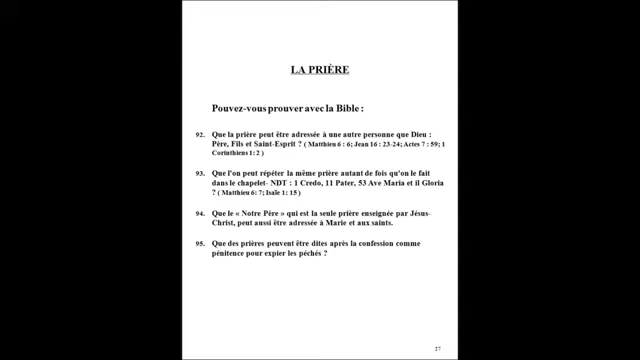 LA PRIÈRE
Pouvez-vous prouver avec la Bible :
92. Que la prière peut être adressée à une autre personne que Dieu :
Père, Fils et Saint-Esprit ? ( Matthieu 6 : 6; Jean 16 : 23-24; Actes 7 : 59; 1
Corinthiens 1: 2 )
93. Que l'on peut répéter la même prière autant de fois qu'on le fait
dans le chapelet- NDT : 1 Credo, 11 Pater, 53 Ave Maria et il Gloria
? ( Matthieu 6: 7; Isaïe 1: 15 )
94. Que le « Notre Père » qui est la seule prière enseignée par Jésus-
Christ, peut aussi être adressée à Marie et aux saints.
95. Que des prières peuvent être dites après la confession comme
pénitence pour expier les péchés ?
27